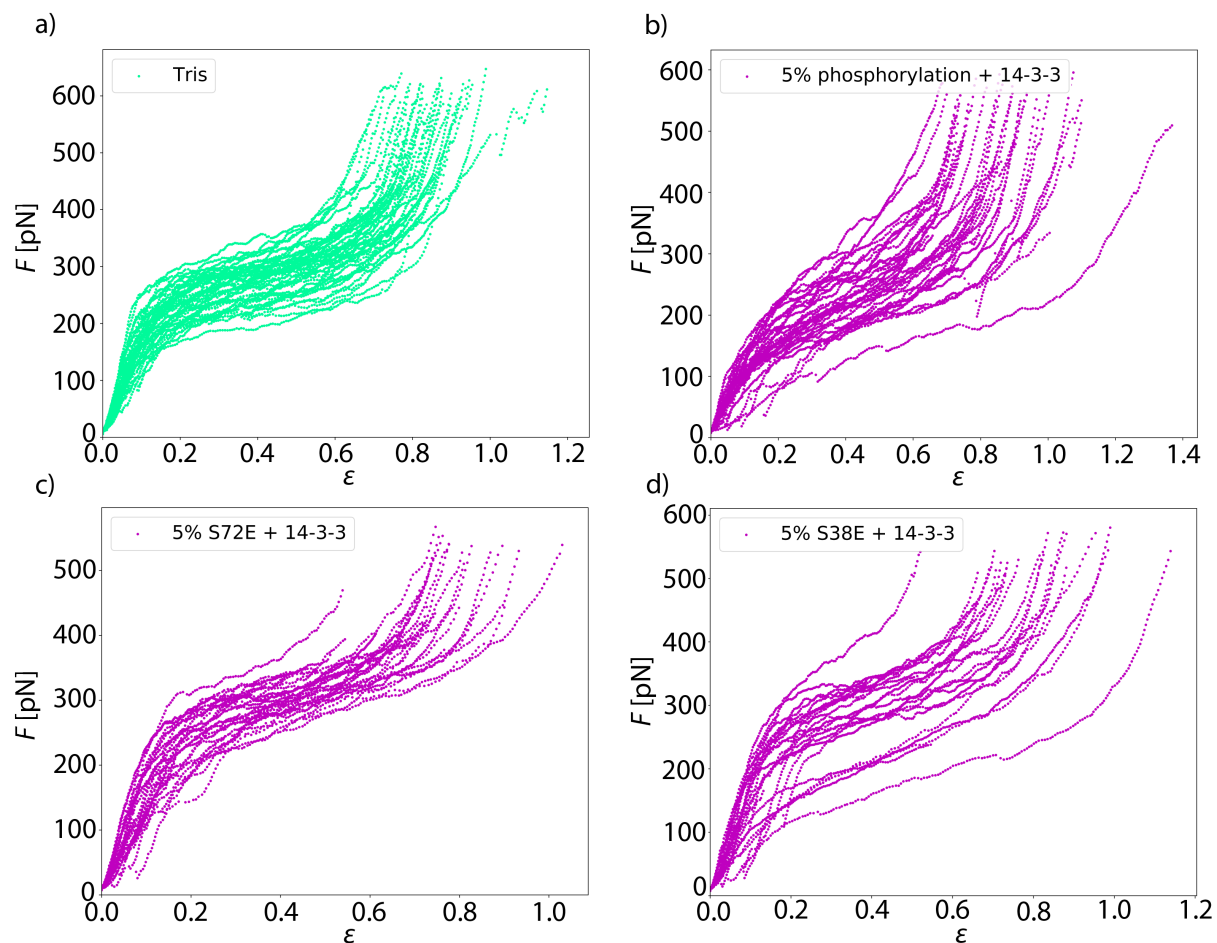 a)
Tris
600
500
400
300
200
100
0
F [pN]
0.0 0.2 0.4 0.6 0.8 1.0 1.2
ε
b)
5% phosphorylation + 14-3-3
600
500
400
300
200
100
0
F [pN]
0.0 0.2 0.4 0.6 0.8 1.0 1.2 1.4
ε
c)
5% S72E + 14-3-3
500
400
300
200
100
0
F [pN]
0.0 0.2 0.4 0.6 0.8 1.0
ε
d)
5% S38E + 14-3-3
600
500
400
300
200
100
0
F [pN]
0.0 0.2 0.4 0.6 0.8 1.0 1.2
ε